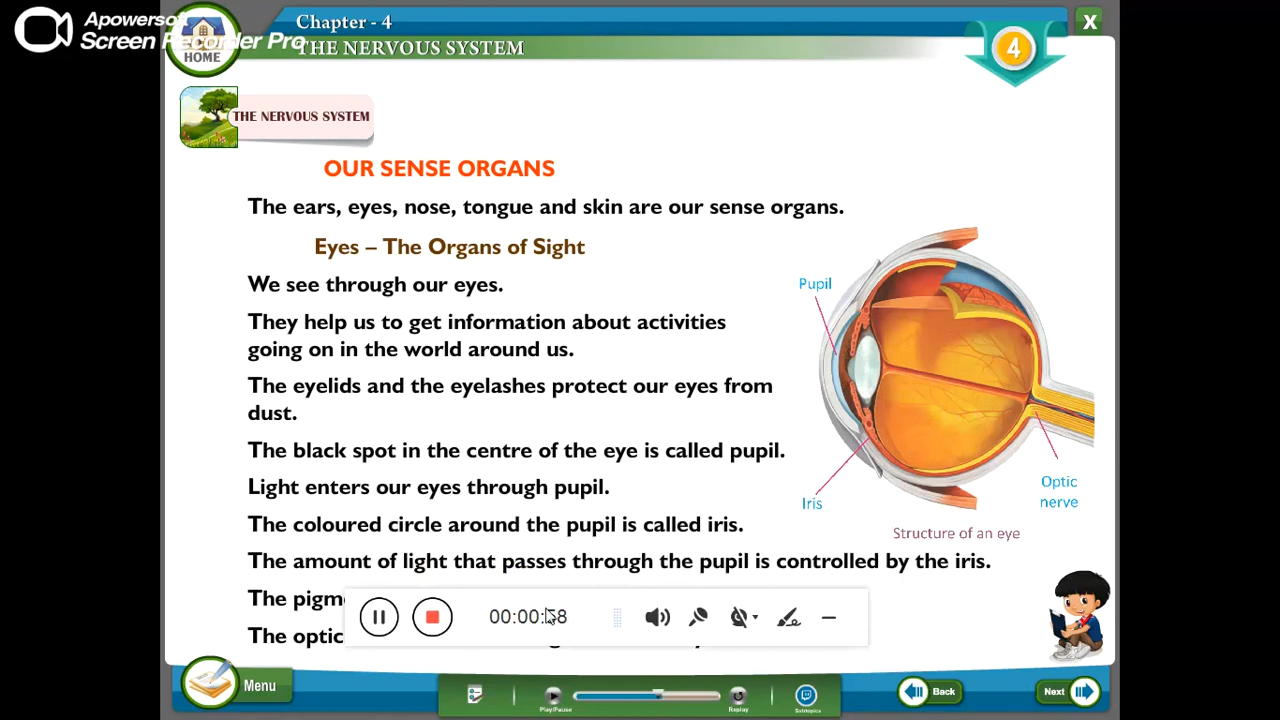 Apowersoft
Screen Recorder Pro
HOME
Chapter - 4
THE NERVOUS SYSTEM
4
X
THE NERVOUS SYSTEM
OUR SENSE ORGANS
The ears, eyes, nose, tongue and skin are our sense organs.
Eyes – The Organs of Sight
We see through our eyes.
They help us to get information about activities
going on in the world around us.
The eyelids and the eyelashes protect our eyes from
dust.
The black spot in the centre of the eye is called pupil.
Light enters our eyes through pupil.
The coloured circle around the pupil is called iris.
The amount of light that passes through the pupil is controlled by the iris.
The
The
Pupil
Iris
Optic
nerve
Structure of an eye
Menu
Play/Pause
Replay
Subtopics
Back
Next